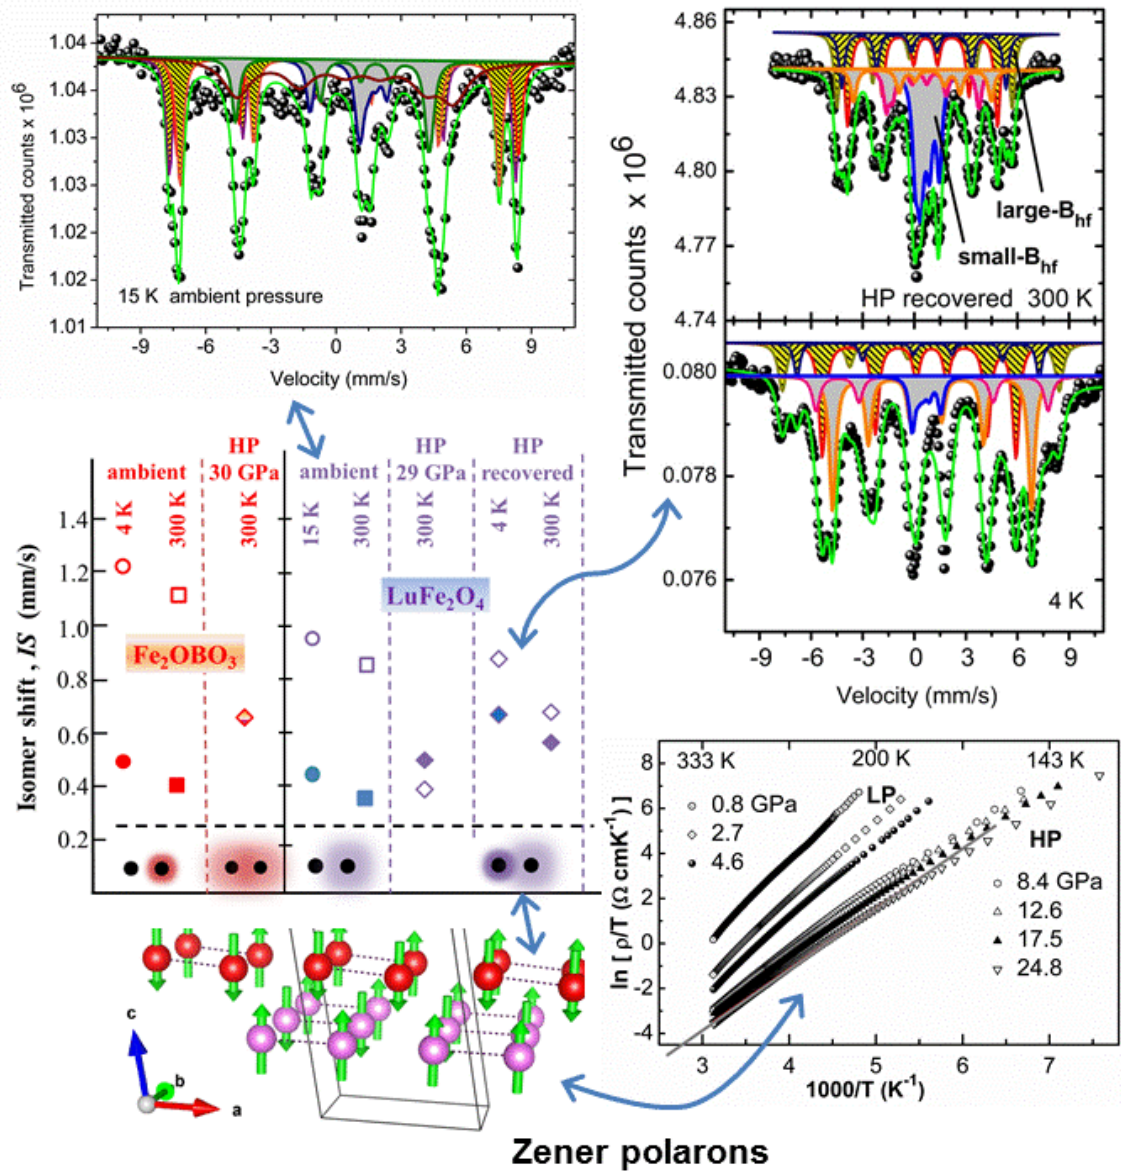 1.04
1.04
1.03
1.03
1.02
1.02
1.01
Transmitted counts x 10⁶
15 K ambient pressure
-9 -6 -3 0 3 6 9
Velocity (mm/s)
4.86
4.83
4.80
4.77
4.74
large-Bhf
small-Bhf
HP recovered 300 K
Transmitted counts x 10⁶
0.080
0.078
0.076
4 K
-9 -6 -3 0 3 6 9
Velocity (mm/s)
HP HP HP
ambient 30 GPa ambient 29 GPa recovered
4 K 300 K 300 K 15 K 300 K 300 K 4 K 300 K
1.4
1.2
1.0
0.8
0.6
0.4
0.2
Isomer shift , IS (mm/s)
LuFe₂O₄
Fe₂OBO₃
8
6
4
2
0
-2
-4
ln [ ρ/T (Ω cmK⁻¹) ]
333 K 200 K 143 K
0.8 GPa
2.7
4.6
LP
HP
8.4 GPa
12.6
17.5
24.8
3 4 5 6 7
1000/T (K⁻¹)
c
b
a
Zener polarons